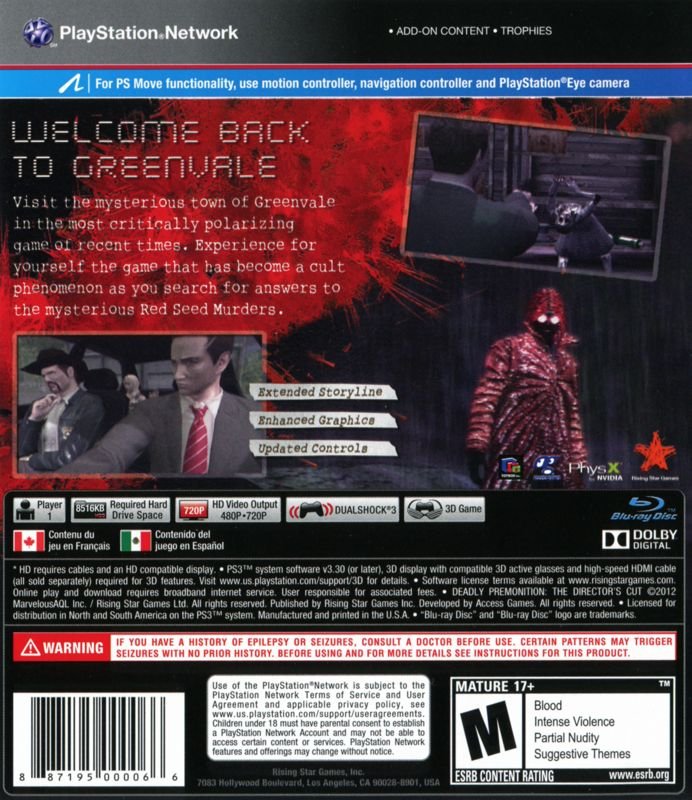 PlayStation®Network
• ADD-ON CONTENT • TROPHIES
For PS Move functionality, use motion controller, navigation controller and PlayStation®Eye camera
WELCOME BACK
TO GREENVALE
Visit the mysterious town of Greenvale
in the most critically polarizing
game of recent times. Experience for
yourself the game that has become a cult
phenomenon as you search for answers to
the mysterious Red Seed Murders.
Extended Storyline
Enhanced Graphics
Updated Controls
PhysX
by NVIDIA
Rising Star Games
Player
1
8516KB
Required Hard
Drive Space
720P
HD Video Output
480P•720P
DUALSHOCK®3
3D Game
Blu-ray Disc
Contenu du
jeu en Français
Contenido del
juego en Español
DOLBY
DIGITAL
* HD requires cables and an HD compatible display. • PS3™ system software v3.30 (or later), 3D display with compatible 3D active glasses and high-speed HDMI cable
(all sold separately) required for 3D features. Visit www.us.playstation.com/support/3D for details. • Software license terms available at www.risingstargames.com.
Online play and download requires broadband internet service. User responsible for associated fees. • DEADLY PREMONITION: THE DIRECTOR'S CUT ©2012
MarvelousAQL Inc. / Rising Star Games Ltd. All rights reserved. Published by Rising Star Games Inc. Developed by Access Games. All rights reserved. • Licensed for
distribution in North and South America on the PS3™ system. Manufactured and printed in the U.S.A. • "Blu-ray Disc" and "Blu-ray Disc" logo are trademarks.
WARNING
IF YOU HAVE A HISTORY OF EPILEPSY OR SEIZURES, CONSULT A DOCTOR BEFORE USE. CERTAIN PATTERNS MAY TRIGGER
SEIZURES WITH NO PRIOR HISTORY. BEFORE USING AND FOR MORE DETAILS SEE INSTRUCTIONS FOR THIS PRODUCT.
Use of the PlayStation®Network is subject to the
PlayStation Network Terms of Service and User
Agreement and applicable privacy policy, see
www.us.playstation.com/support/useragreements.
Children under 18 must have parental consent to establish
a PlayStation Network Account and may not be able to
access certain content or services. PlayStation Network
features and offerings may change without notice.
Rising Star Games, Inc.
7083 Hollywood Boulevard, Los Angeles, CA 90028-8901, USA
8 87195 00006 6
MATURE 17+
TM
M
Blood
Intense Violence
Partial Nudity
Suggestive Themes
ESRB CONTENT RATING
www.esrb.org